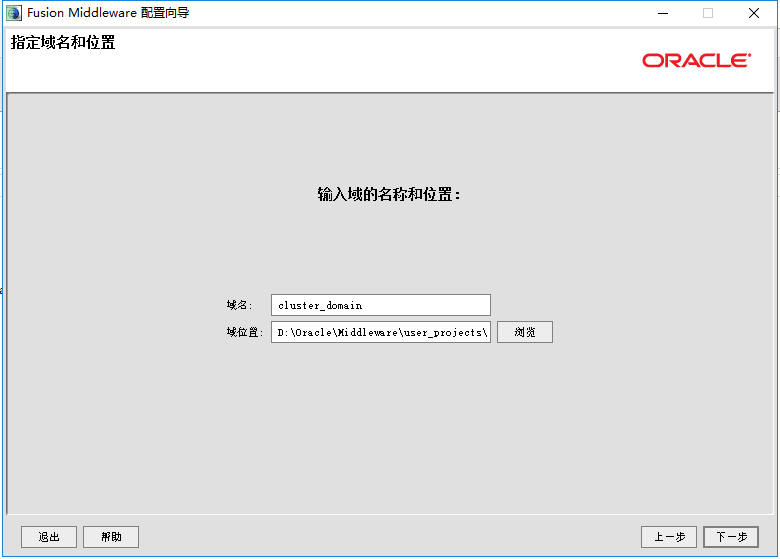 Fusion Middleware 配置向导
指定域名和位置
ORACLE
输入域的名称和位置:
域名: cluster_domain
域位置: D:\Oracle\Middleware\user_projects\ 浏览
退出 帮助 上一步 下一步